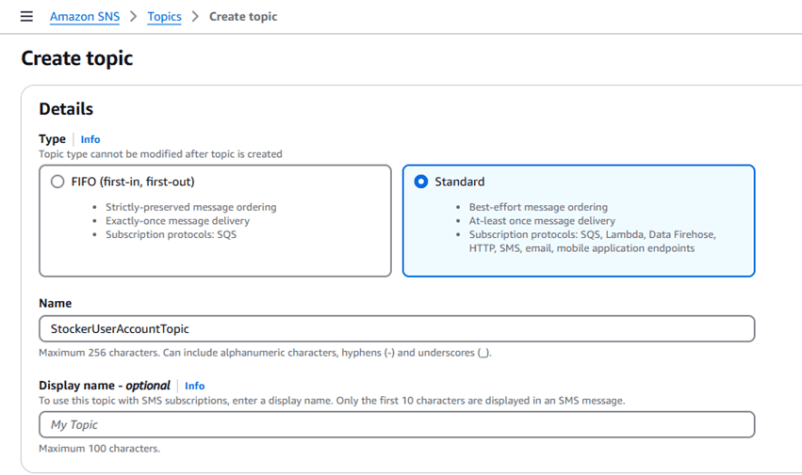 Amazon SNS > Topics > Create topic
Create topic
Details
Type | Info
Topic type cannot be modified after topic is created
FIFO (first-in, first-out)
• Strictly-preserved message ordering
• Exactly-once message delivery
• Subscription protocols: SQS
Standard
• Best-effort message ordering
• At-least once message delivery
• Subscription protocols: SQS, Lambda, Data Firehose,
HTTP, SMS, email, mobile application endpoints
Name
StockerUserAccountTopic
Maximum 256 characters. Can include alphanumeric characters, hyphens (-) and underscores (_).
Display name - optional | Info
To use this topic with SMS subscriptions, enter a display name. Only the first 10 characters are displayed in an SMS message.
My Topic
Maximum 100 characters.